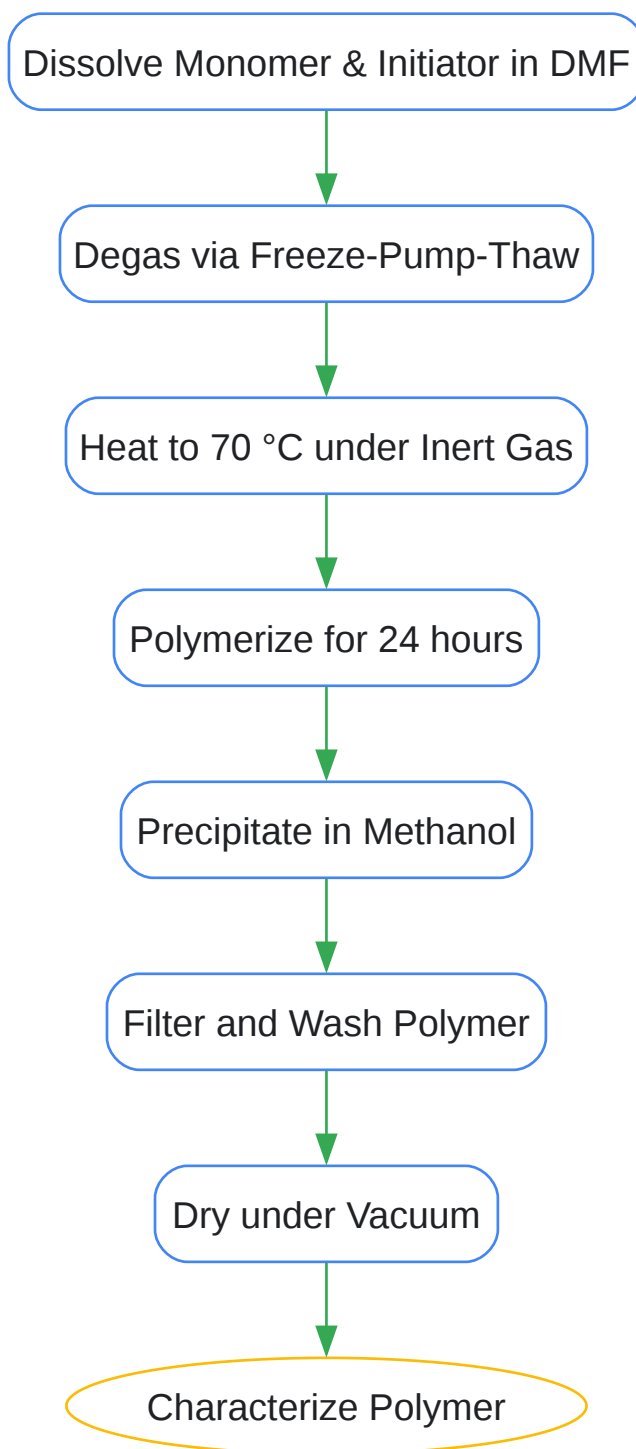 Dissolve Monomer & Initiator in DMF
Degas via Freeze-Pump-Thaw
Heat to 70 °C under Inert Gas
Polymerize for 24 hours
Precipitate in Methanol
Filter and Wash Polymer
Dry under Vacuum
Characterize Polymer